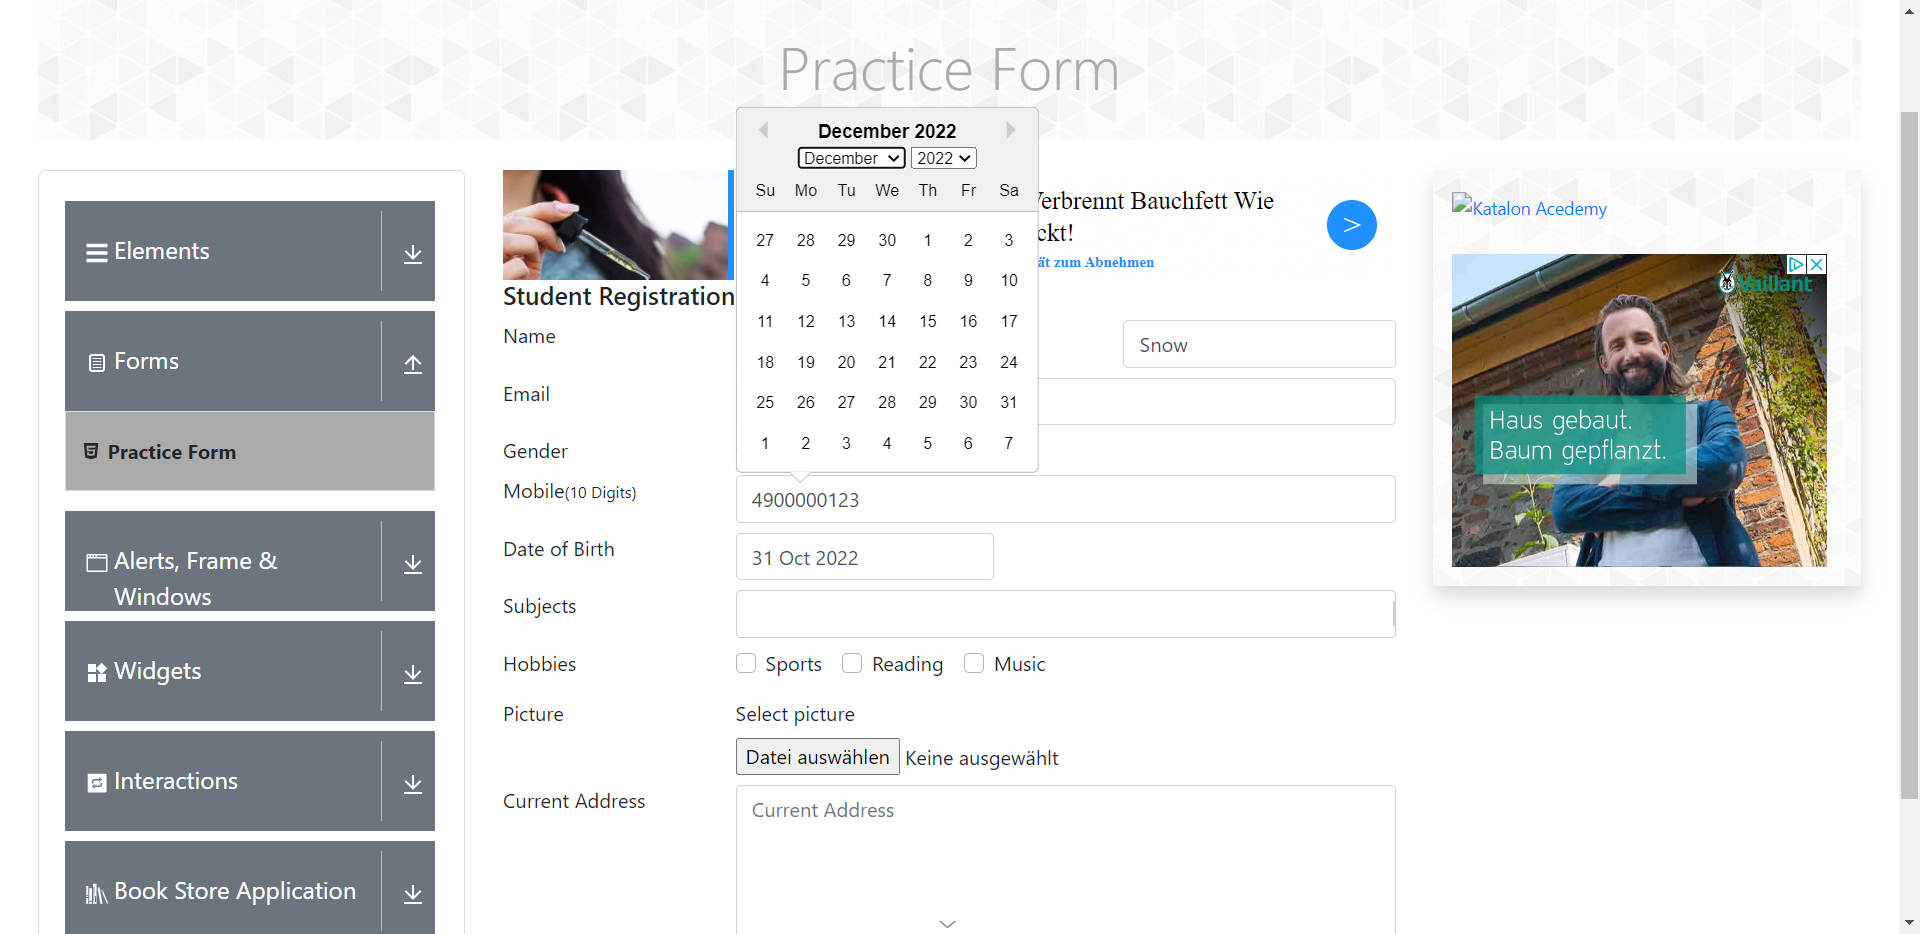 Practice Form
December 2022
December 2022
Su Mo Tu We Th Fr Sa
27 28 29 30 1 2 3
4 5 6 7 8 9 10
11 12 13 14 15 16 17
18 19 20 21 22 23 24
25 26 27 28 29 30 31
1 2 3 4 5 6 7
Elements
Forms
Practice Form
Alerts, Frame &
Windows
Widgets
Interactions
Book Store Application
Bauchfett Wie
ckt!
ät zum Abnehmen
>
Student Registration
Name
Snow
Email
Gender
Mobile(10 Digits)
4900000123
Date of Birth
31 Oct 2022
Subjects
Hobbies
Sports Reading Music
Picture
Select picture
Datei auswählen Keine ausgewählt
Current Address
Current Address
Katalon Acedemy
Vaillant
Haus gebaut.
Baum gepflanzt.